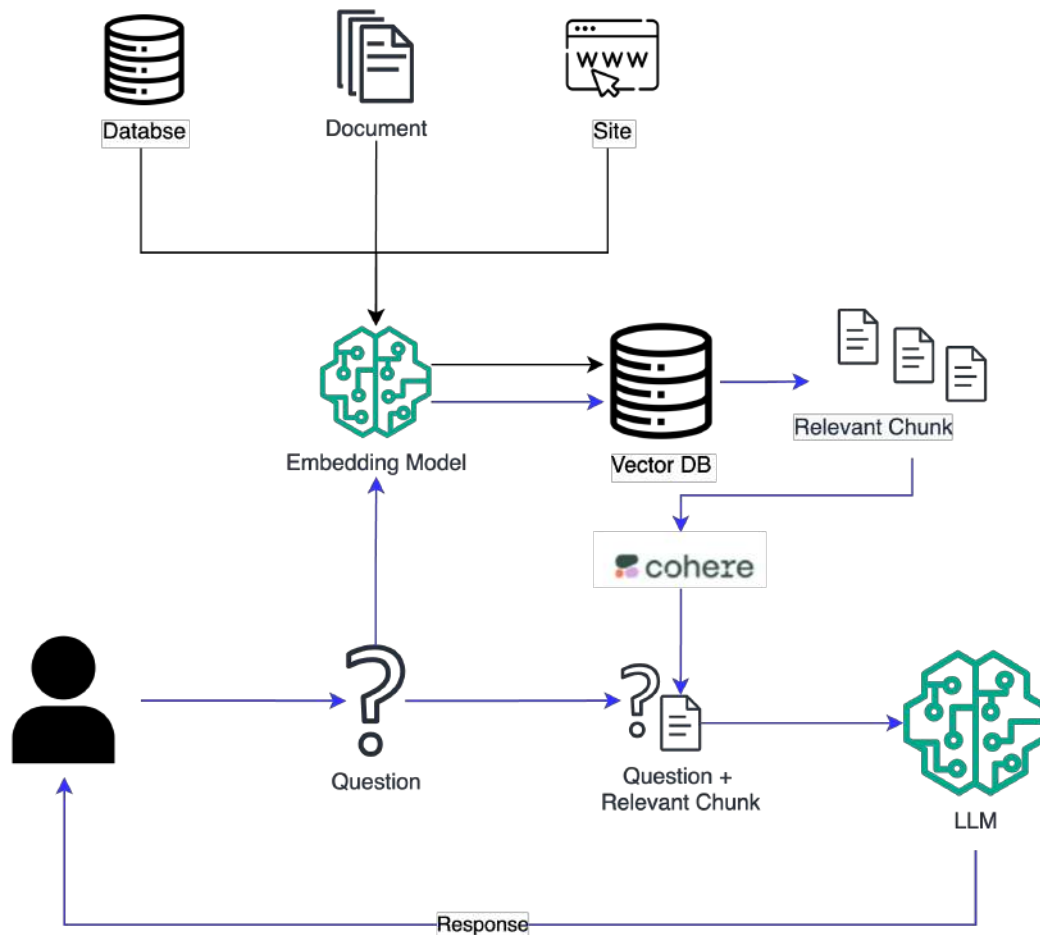 WWW
Databse
Document
Site
Embedding Model
Vector DB
Relevant Chunk
cohere
Question
Question +
Relevant Chunk
LLM
Response